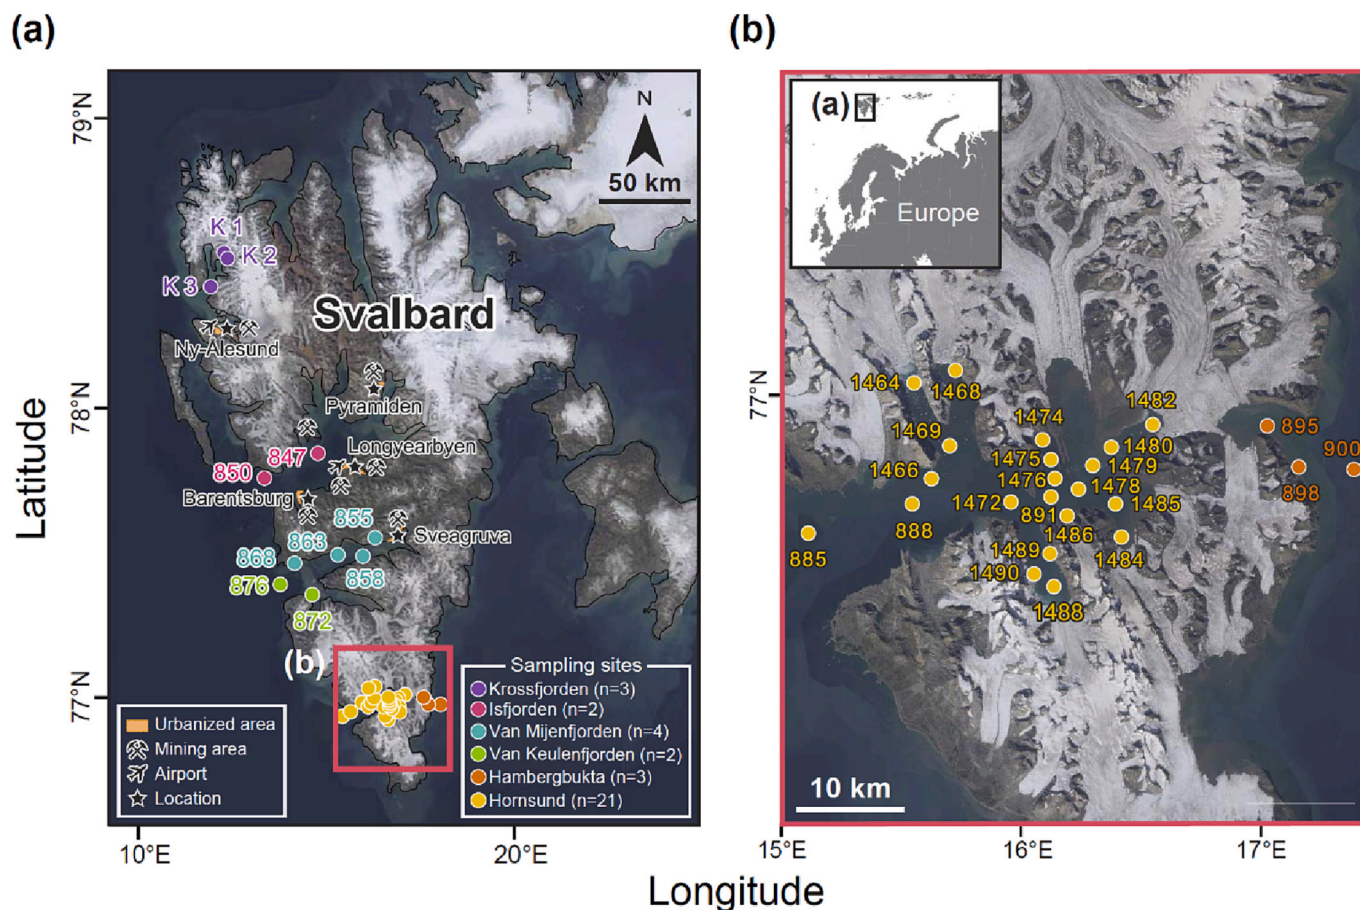 (a)
(b)
79°N
78°N
77°N
Latitude
N
50 km
K 1
K 2
K 3
Svalbard
Ny-Ålesund
Pyramiden
Longyearbyen
847
850
Barentsburg
855
Sveagruva
863
868
858
876
872
(b)
Urbanized area
Mining area
Airport
Location
Sampling sites
Krossfjorden (n=3)
Isfjorden (n=2)
Van Mijenfjorden (n=4)
Van Keulenfjorden (n=2)
Hambergbukta (n=3)
Hornsund (n=21)
10°E
20°E
(a)
Europe
77°N
1464
1468
1482
1474
895
1469
1480
900
1475
1479
1466
1476
1478
898
1472
1485
888
891
1486
885
1489
1484
1490
1488
10 km
15°E
16°E
17°E
Longitude